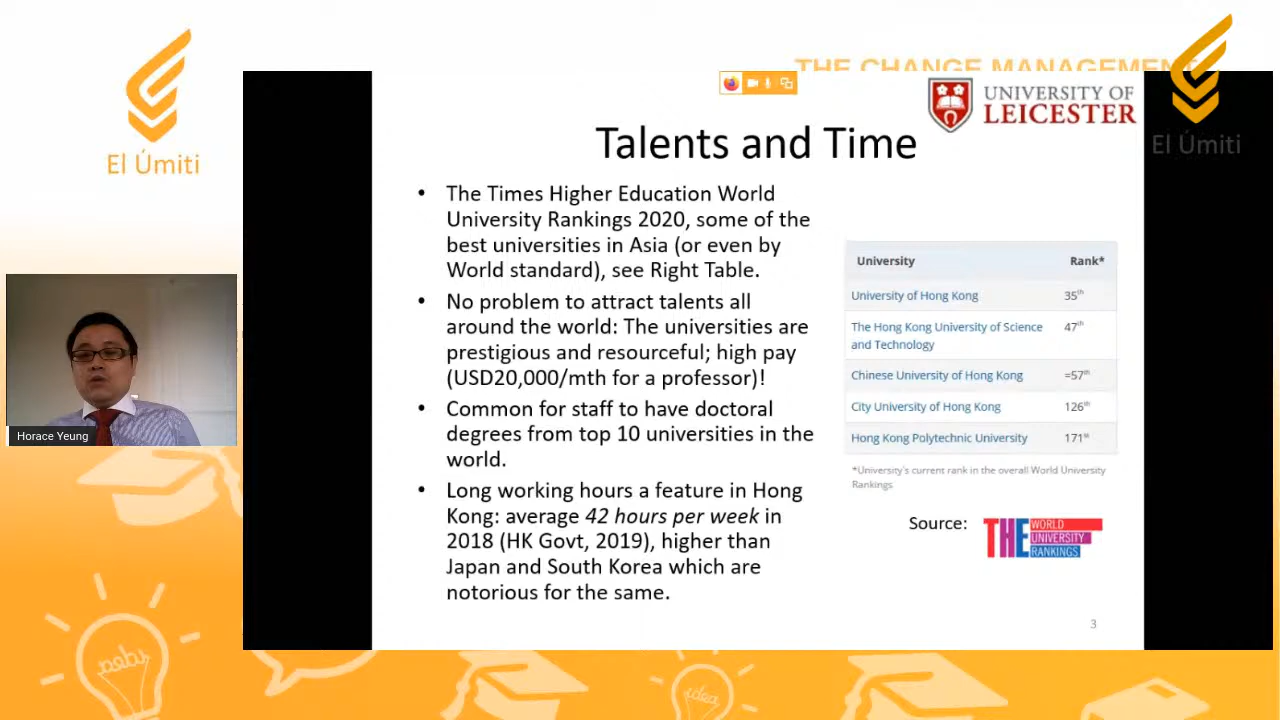 THE CHANGE MANAGEMENT
El Úmiti
UNIVERSITY OF
LEICESTER
El Úmiti
Talents and Time
• The Times Higher Education World
University Rankings 2020, some of the
best universities in Asia (or even by
World standard), see Right Table.
• No problem to attract talents all
around the world: The universities are
prestigious and resourceful; high pay
(USD20,000/mth for a professor)!
• Common for staff to have doctoral
degrees from top 10 universities in the
world.
• Long working hours a feature in Hong
Kong: average 42 hours per week in
2018 (HK Govt, 2019), higher than
Japan and South Korea which are
notorious for the same.
University Rank*
University of Hong Kong 35th
The Hong Kong University of Science 47th
and Technology
Chinese University of Hong Kong =57th
City University of Hong Kong 126th
Hong Kong Polytechnic University 171st
*University's current rank in the overall World University
Rankings
Source:
THE WORLD
UNIVERSITY
RANKINGS
3
Horace Yeung
idea
idea